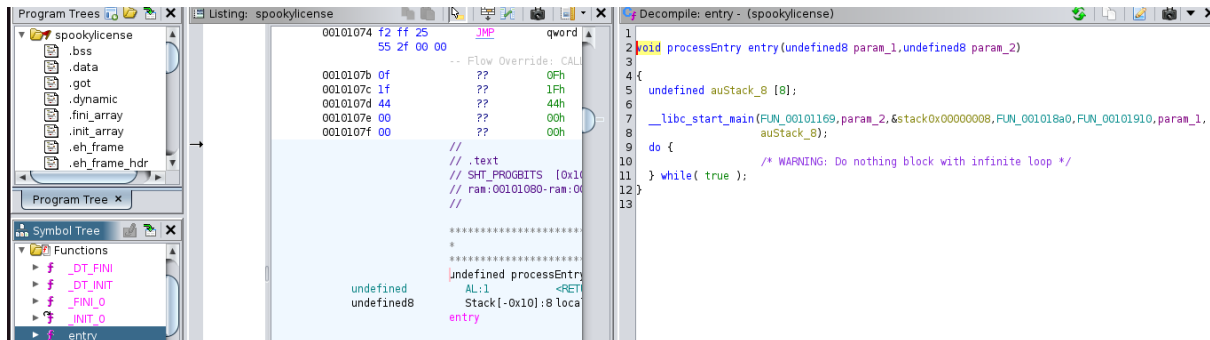 Program Trees
spookylicense
.bss
.data
.got
.dynamic
.fini_array
.init_array
.eh_frame
.eh_frame_hdr
Program Tree ×
Symbol Tree
Functions
f _DT_FINI
f _DT_INIT
f _FINI_0
f _INIT_0
f entry
Listing: spookylicense
00101074 f2 ff 25 JMP qword
55 2f 00 00
-- Flow Override: CALL
0010107b 0f ?? 0Fh
0010107c 1f ?? 1Fh
0010107d 44 ?? 44h
0010107e 00 ?? 00h
0010107f 00 ?? 00h
//
// .text
// SHT_PROGBITS [0x10
// ram:00101080-ram:00
//
***********************
*
***********************
undefined processEntry
undefined AL:1 <RETU
undefined8 Stack[-0x10]:8 local
entry
Decompile: entry - (spookylicense)
1
2 void processEntry entry(undefined8 param_1,undefined8 param_2)
3
4 {
5 undefined auStack_8 [8];
6
7 __libc_start_main(FUN_00101169,param_2,&stack0x00000008,FUN_001018a0,FUN_00101910,param_1,
8 auStack_8);
9 do {
10 /* WARNING: Do nothing block with infinite loop */
11 } while( true );
12 }
13